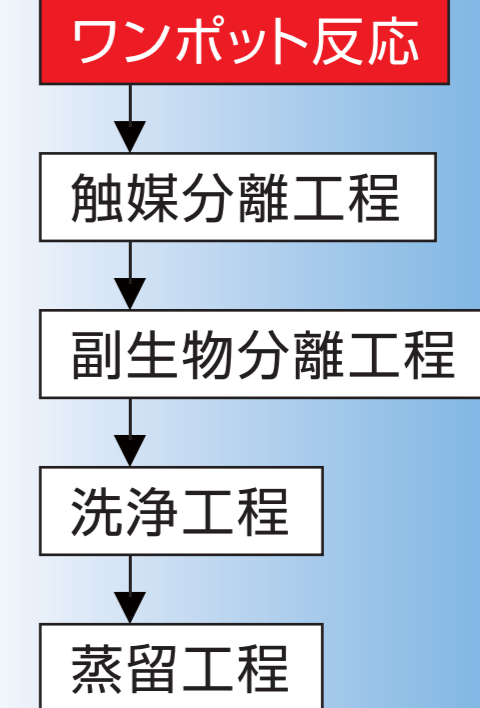 ワンポット反応
触媒分離工程
副生物分離工程
洗浄工程
蒸留工程